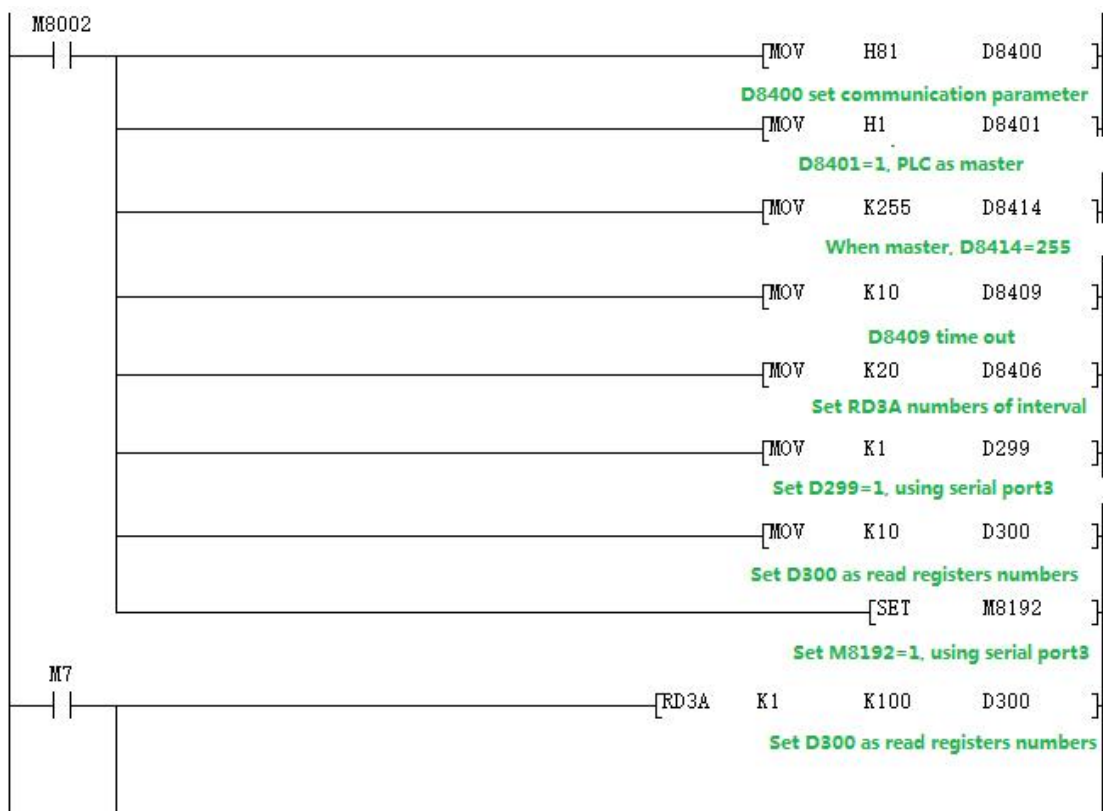 M8002
MOV H81 D8400
D8400 set communication parameter
MOV H1 D8401
D8401=1, PLC as master
MOV K255 D8414
When master, D8414=255
MOV K10 D8409
D8409 time out
MOV K20 D8406
Set RD3A numbers of interval
MOV K1 D299
Set D299=1, using serial port3
MOV K10 D300
Set D300 as read registers numbers
SET M8192
Set M8192=1, using serial port3
M7
RD3A K1 K100 D300
Set D300 as read registers numbers